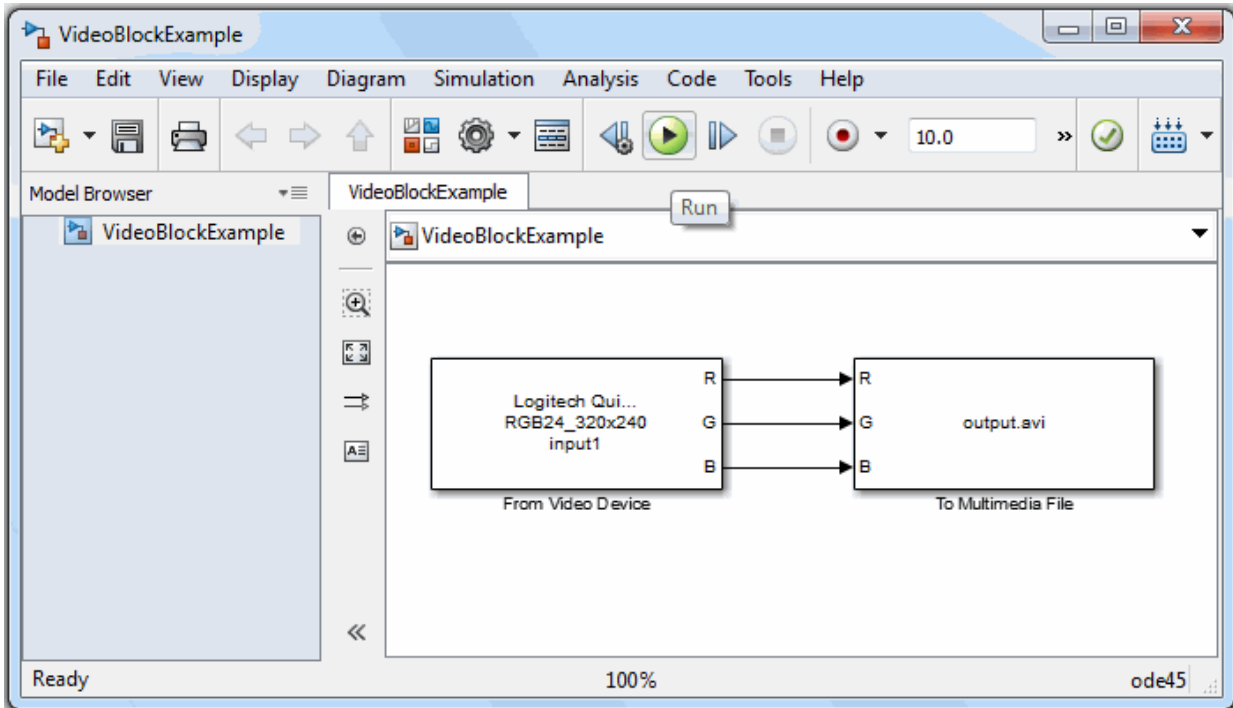 VideoBlockExample
File Edit View Display Diagram Simulation Analysis Code Tools Help
10.0 »
Model Browser
VideoBlockExample
Run
VideoBlockExample
VideoBlockExample
Logitech Qui...
RGB24_320x240
input1
R
G
B
From Video Device
R
G
B
output.avi
To Multimedia File
Ready 100% ode45